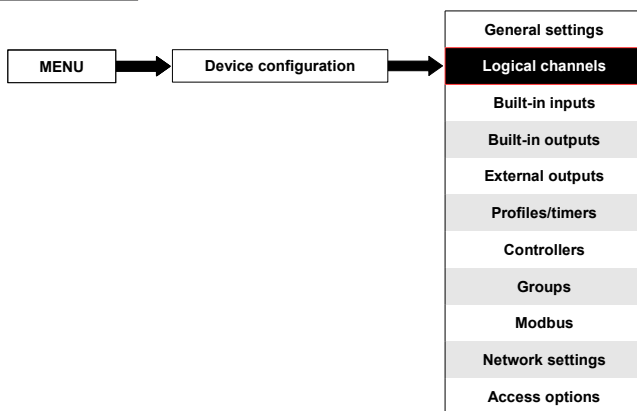 MENU
Device configuration
General settings
Logical channels
Built-in inputs
Built-in outputs
External outputs
Profiles/timers
Controllers
Groups
Modbus
Network settings
Access options